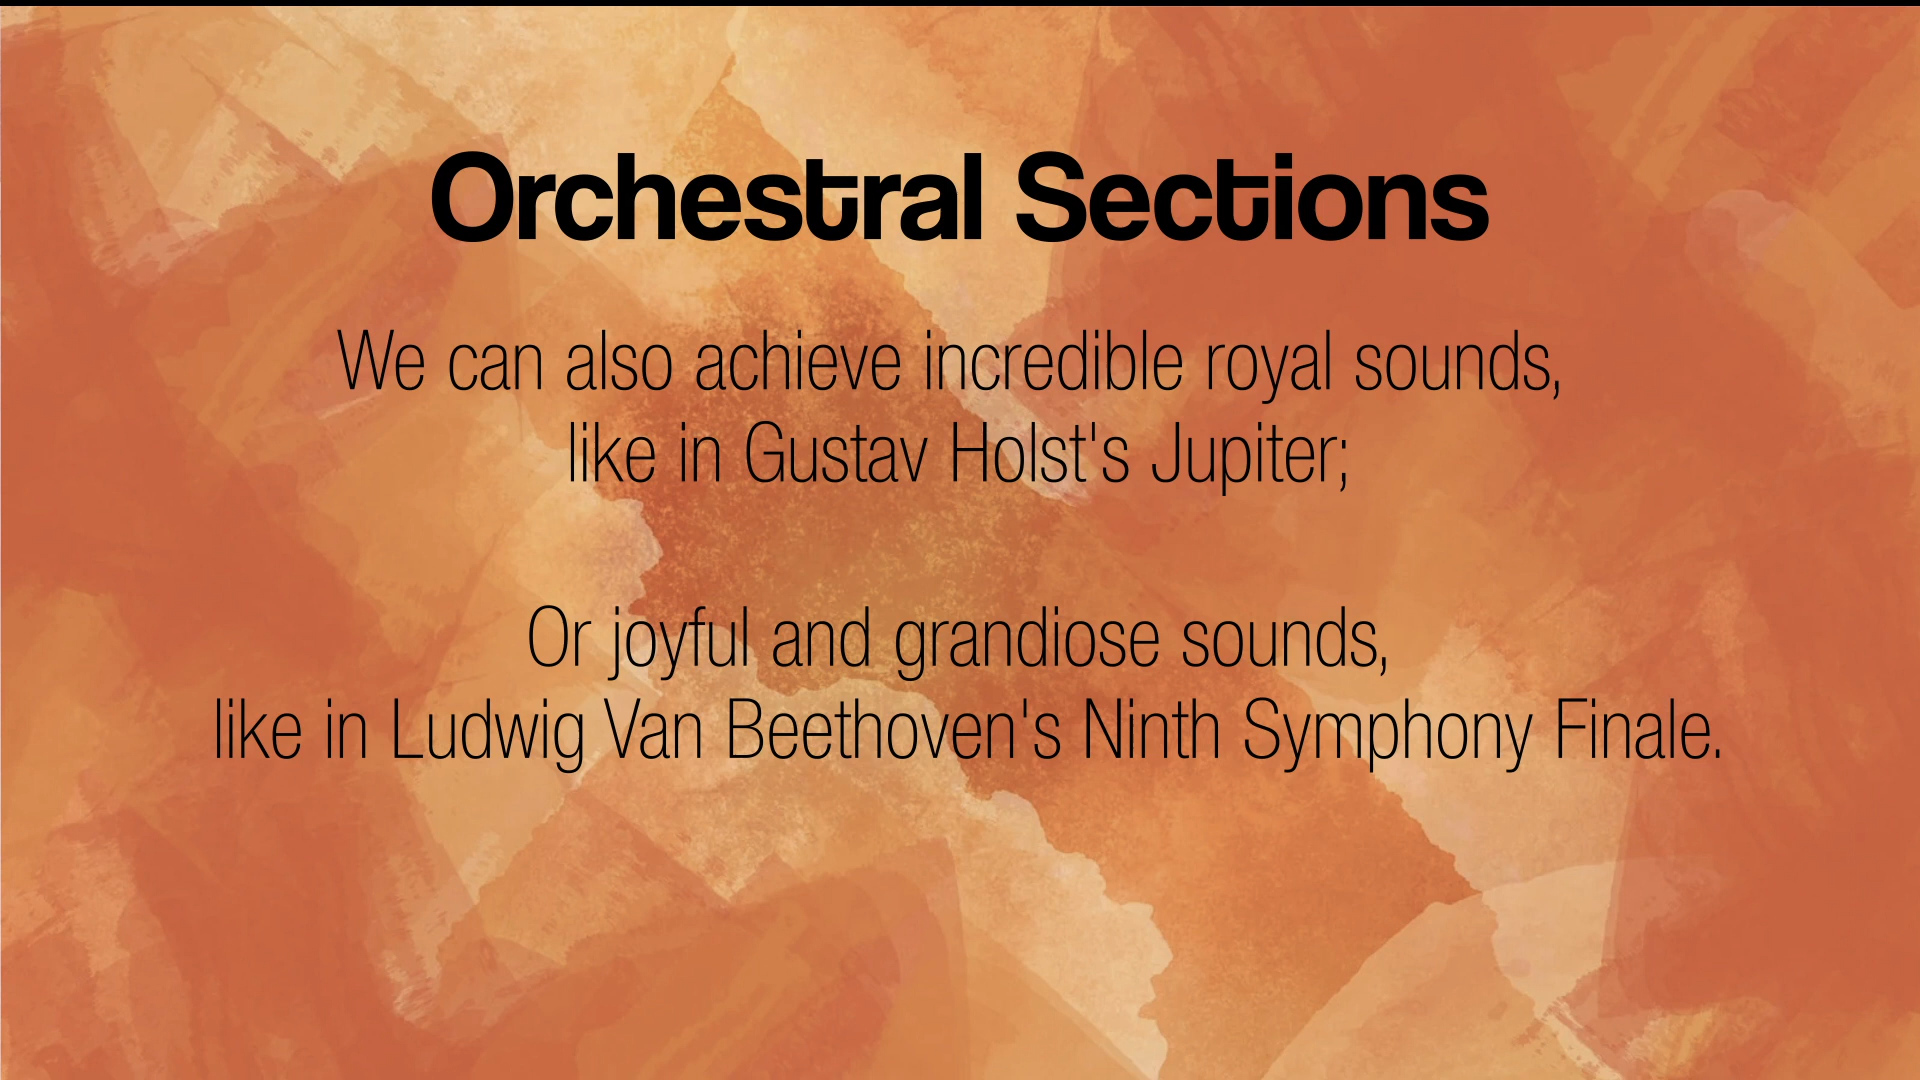 Orchestral Sections
We can also achieve incredible royal sounds,
like in Gustav Holst's Jupiter;
Or joyful and grandiose sounds,
like in Ludwig Van Beethoven's Ninth Symphony Finale.